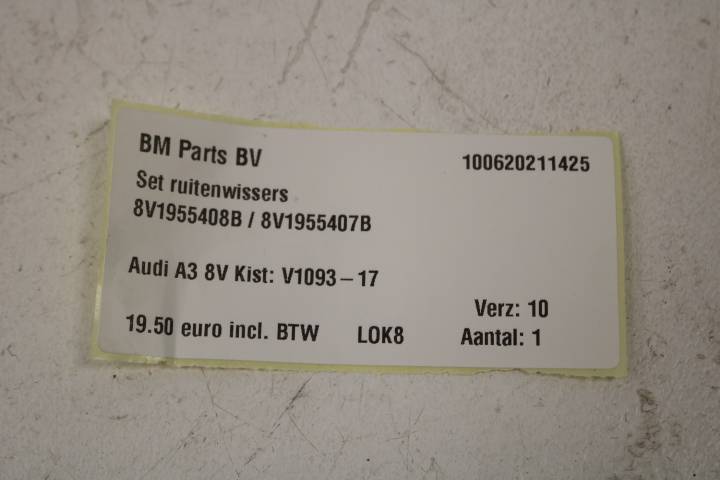 BM Parts BV 100620211425
Set ruitenwissers
8V1955408B / 8V1955407B
Audi A3 8V Kist: V1093-17
Verz: 10
19.50 euro incl. BTW LOK8 Aantal: 1